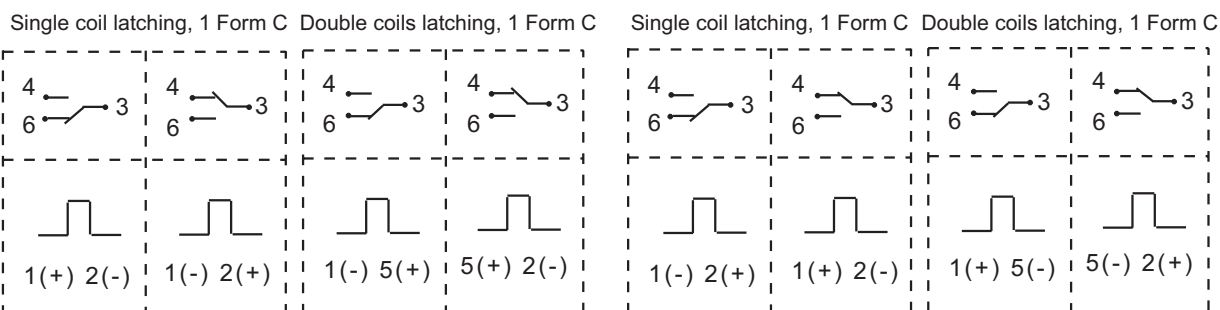 Single coil latching, 1 Form C Double coils latching, 1 Form C Single coil latching, 1 Form C Double coils latching, 1 Form C
4 3 6 4 3 6 4 3 6 4 3 6 4 3 6 4 3 6 4 3 6 4 3 6
1(+) 2(-) 1(-) 2(+) 1(-) 5(+) 5(+) 2(-) 1(-) 2(+) 1(+) 2(-) 1(+) 5(-) 5(-) 2(+)